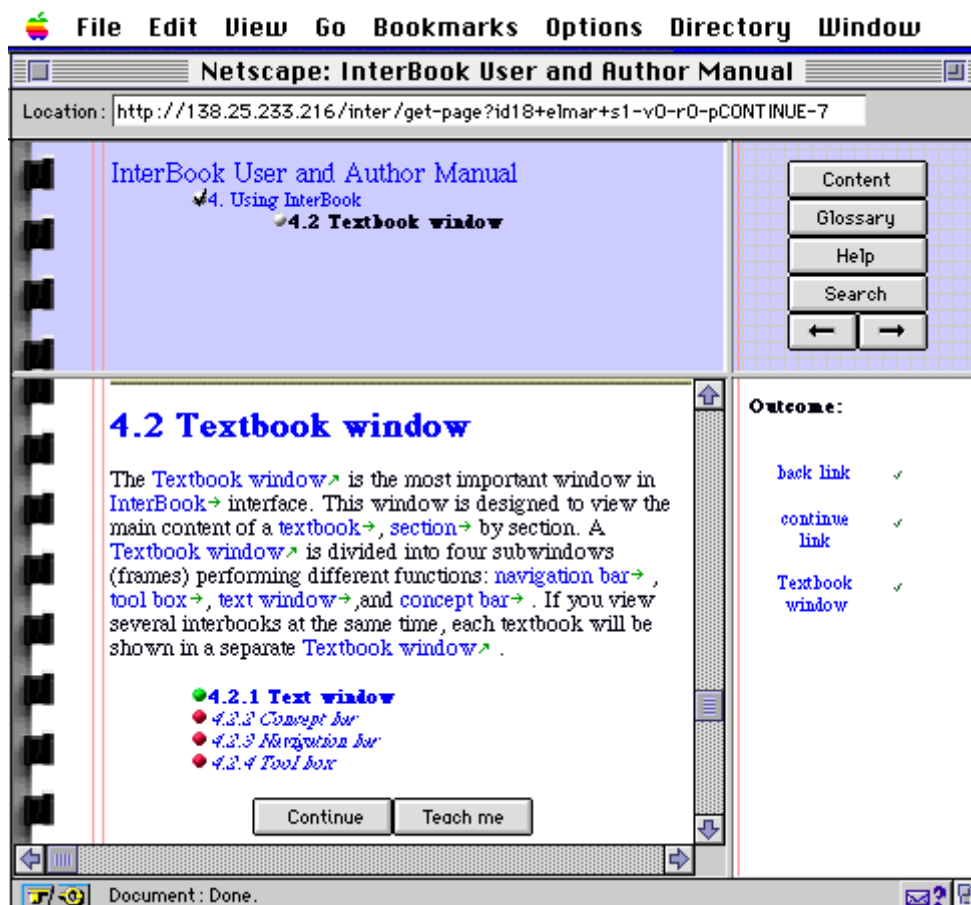 File Edit View Go Bookmarks Options Directory Window
Netscape: InterBook User and Author Manual
Location: http://138.25.233.216/inter/get-page?id18+elmar+s1-v0-r0-pCONTINUE-7
InterBook User and Author Manual
4. Using InterBook
4.2 Textbook window
Content
Glossary
Help
Search
← →
4.2 Textbook window
The Textbook window↗ is the most important window in
InterBook→ interface. This window is designed to view the
main content of a textbook→, section→ by section. A
Textbook window↗ is divided into four subwindows
(frames) performing different functions: navigation bar→ ,
tool box→, text window→,and concept bar→ . If you view
several interbooks at the same time, each textbook will be
shown in a separate Textbook window↗ .
4.2.1 Text window
4.2.2 Concept bar
4.2.3 Navigation bar
4.2.4 Tool box
Continue Teach me
Outcome:
back link ✓
continue ✓
link
Textbook ✓
window
Document: Done.
?